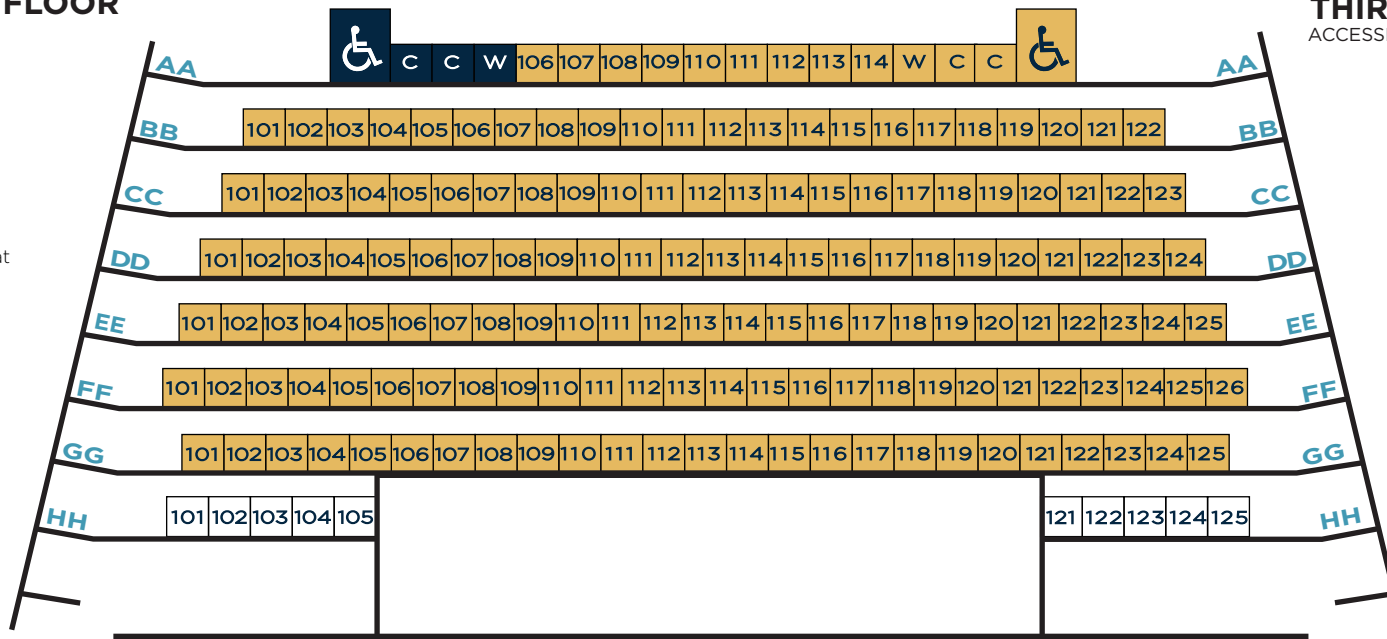 FLOOR
THIR
ACCESSI
AA C C W 106 107 108 109 110 111 112 113 114 W C C AA
BB 101 102 103 104 105 106 107 108 109 110 111 112 113 114 115 116 117 118 119 120 121 122 BB
CC 101 102 103 104 105 106 107 108 109 110 111 112 113 114 115 116 117 118 119 120 121 122 123 CC
at
DD 101 102 103 104 105 106 107 108 109 110 111 112 113 114 115 116 117 118 119 120 121 122 123 124 DD
EE 101 102 103 104 105 106 107 108 109 110 111 112 113 114 115 116 117 118 119 120 121 122 123 124 125 EE
FF 101 102 103 104 105 106 107 108 109 110 111 112 113 114 115 116 117 118 119 120 121 122 123 124 125 126 FF
GG 101 102 103 104 105 106 107 108 109 110 111 112 113 114 115 116 117 118 119 120 121 122 123 124 125 GG
HH 101 102 103 104 105 121 122 123 124 125 HH